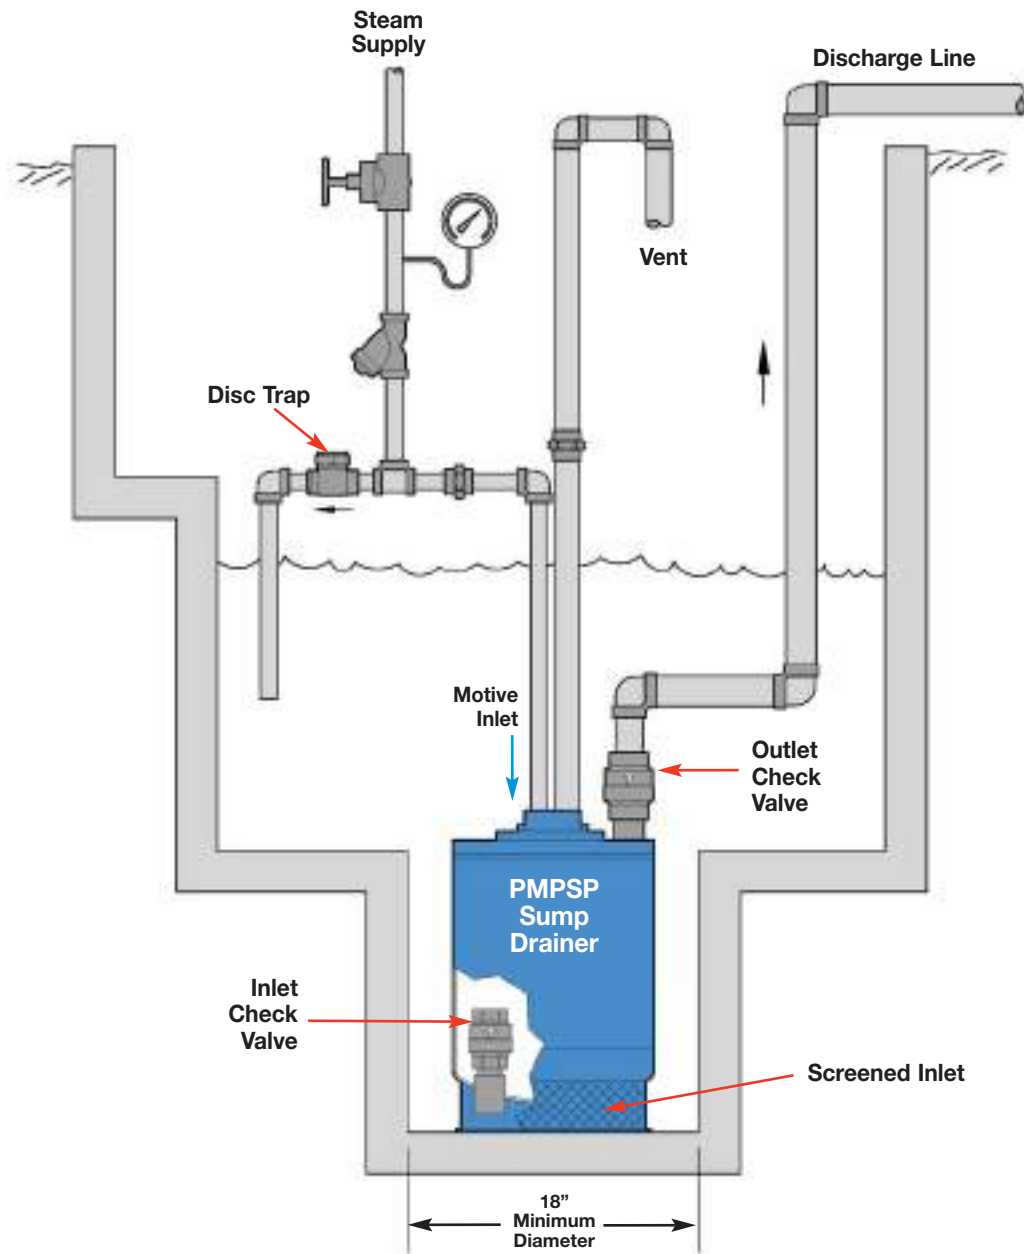 Steam
Supply
Discharge Line
Vent
Disc Trap
Motive
Inlet
Outlet
Check
Valve
PMPSP
Sump
Drainer
Inlet
Check
Valve
Screened Inlet
18”
Minimum
Diameter